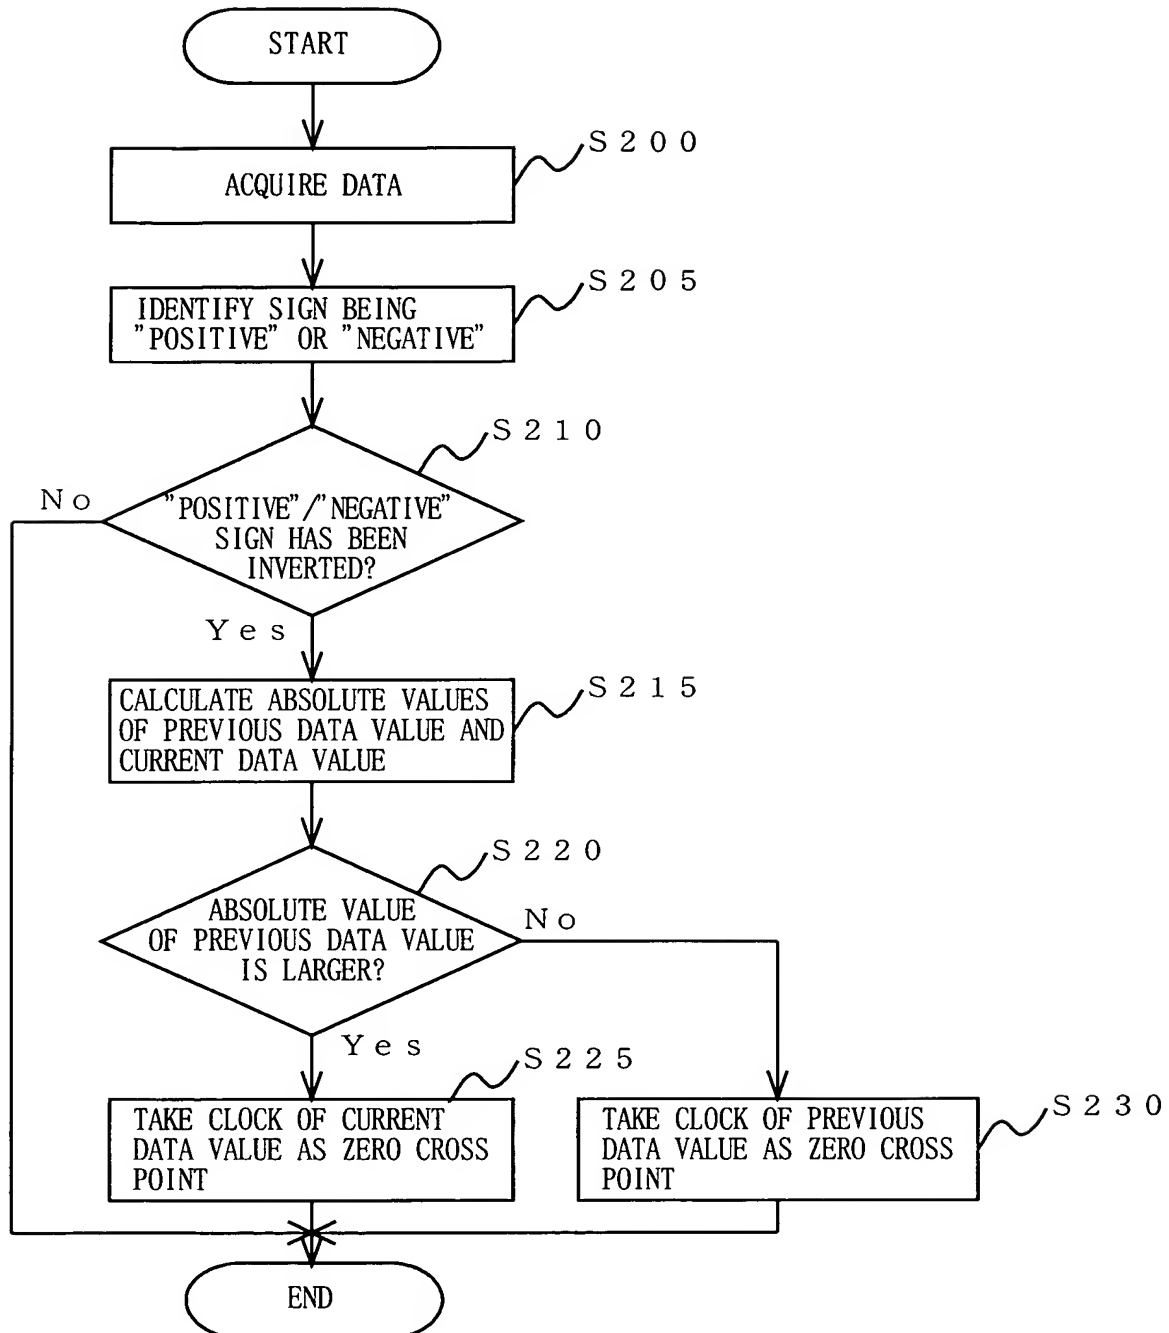 START
S200
ACQUIRE DATA
S205
IDENTIFY SIGN BEING
"POSITIVE" OR "NEGATIVE"
S210
No
"POSITIVE"/"NEGATIVE"
SIGN HAS BEEN
INVERTED?
Yes
S215
CALCULATE ABSOLUTE VALUES
OF PREVIOUS DATA VALUE AND
CURRENT DATA VALUE
S220
ABSOLUTE VALUE
OF PREVIOUS DATA VALUE
IS LARGER?
No
Yes
S225
TAKE CLOCK OF CURRENT
DATA VALUE AS ZERO CROSS
POINT
S230
TAKE CLOCK OF PREVIOUS
DATA VALUE AS ZERO CROSS
POINT
END